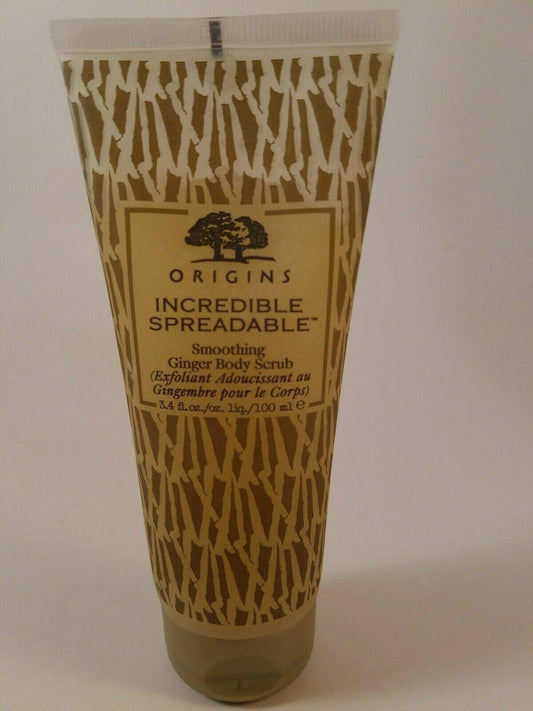 ORIGINS
INCREDIBLE
SPREADABLE™
Smoothing
Ginger Body Scrub
(Exfoliant Adoucissant au
Gingembre pour le Corps)
3.4 fl.oz./oz. liq./100 ml ℮